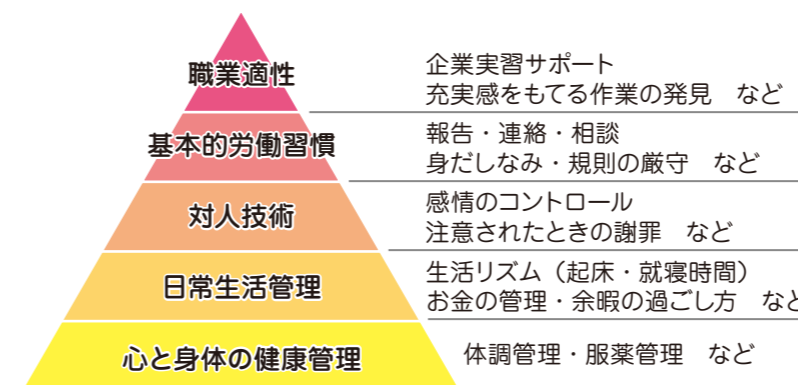 職業適性
企業実習サポート
充実感をもてる作業の発見　など
基本的労働習慣
報告・連絡・相談
身だしなみ・規則の厳守　など
対人技術
感情のコントロール
注意されたときの謝罪　など
日常生活管理
生活リズム（起床・就寝時間）
お金の管理・余暇の過ごし方　など
心と身体の健康管理
体調管理・服薬管理　など